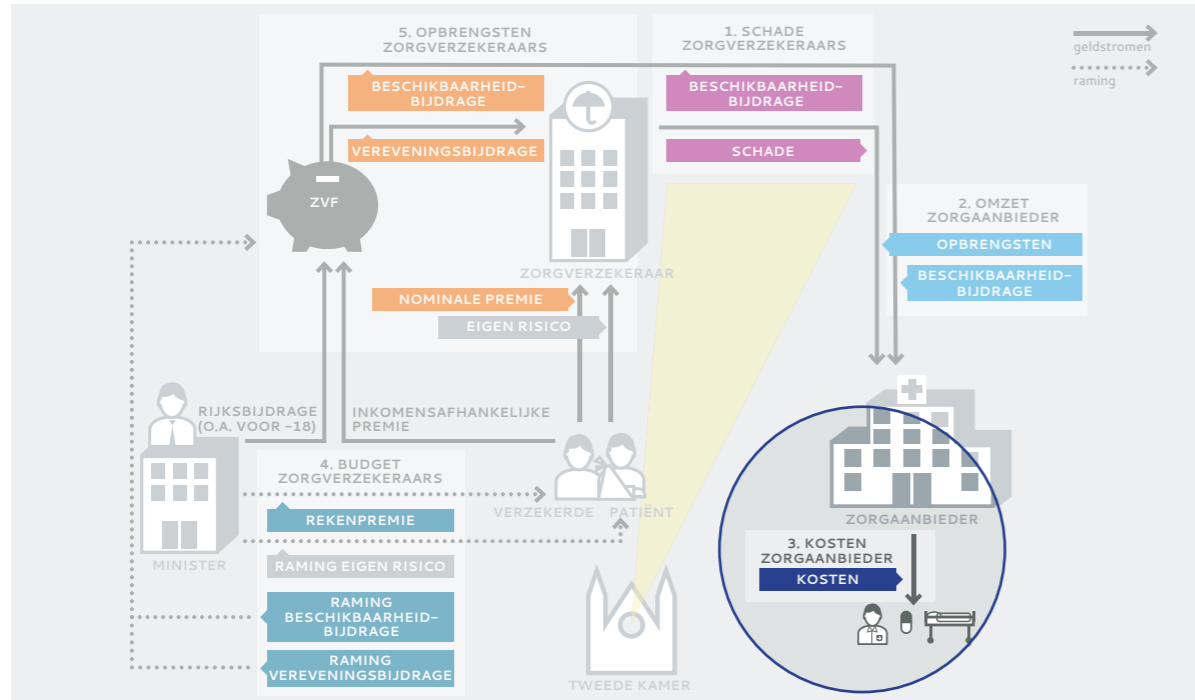 5. OPBRENGSTEN
ZORGVERZEKERAARS
1. SCHADE
ZORGVERZEKERAARS
geldstromen
raming
BESCHIKBAARHEID-
BIJDRAGE
BESCHIKBAARHEID-
BIJDRAGE
VEREVENINGSBIJDRAGE
SCHADE
ZVF
2. OMZET
ZORGAANBIEDER
OPBRENGSTEN
BESCHIKBAARHEID-
BIJDRAGE
ZORGVERZEKERAAR
NOMINALE PREMIE
EIGEN RISICO
RIJKSBIJDRAGE
(O.A. VOOR -18)
INKOMENSAFHANKELIJKE
PREMIE
4. BUDGET
ZORGVERZEKERAARS
REKENPREMIE
RAMING EIGEN RISICO
RAMING
BESCHIKBAARHEID-
BIJDRAGE
RAMING
VEREVENINGSBIJDRAGE
MINISTER
VERZEKERDE
PATIËNT
ZORGAANBIEDER
3. KOSTEN
ZORGAANBIEDER
KOSTEN
TWEEDE KAMER